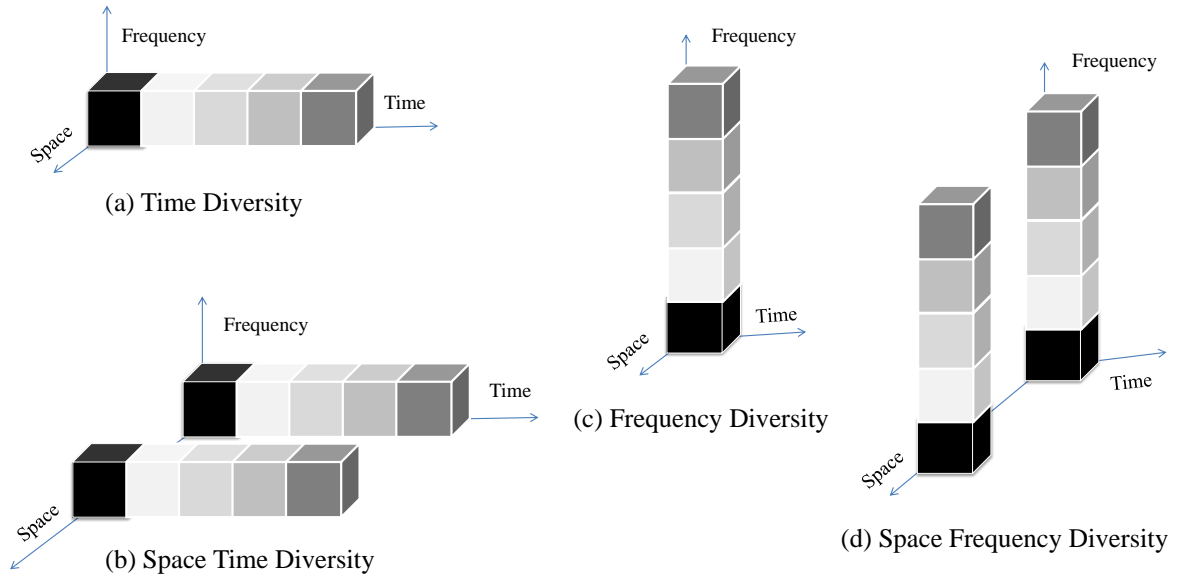 Frequency
Time
Space
(a) Time Diversity
Frequency
Time
Space
(b) Space Time Diversity
Frequency
Time
Space
(c) Frequency Diversity
Frequency
Time
Space
(d) Space Frequency Diversity